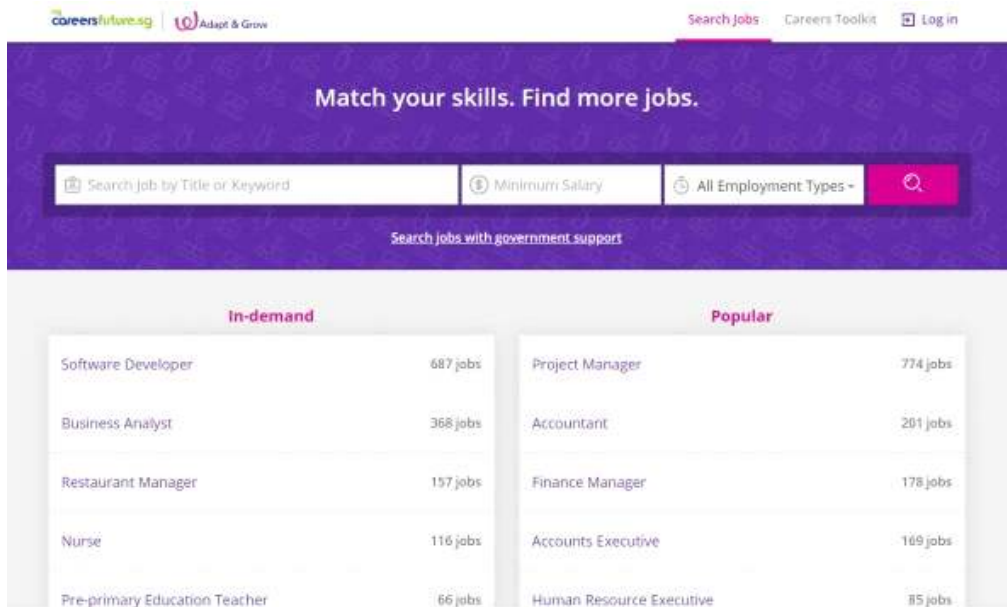 my
careersfuture.sg
Adapt & Grow
Search Jobs
Careers Toolkit
Log in
Match your skills. Find more jobs.
Search Job by Title or Keyword
Minimum Salary
All Employment Types
Search jobs with government support
In-demand
Software Developer 687 jobs
Business Analyst 368 jobs
Restaurant Manager 157 jobs
Nurse 116 jobs
Pre-primary Education Teacher 66 jobs
Popular
Project Manager 774 jobs
Accountant 201 jobs
Finance Manager 178 jobs
Accounts Executive 169 jobs
Human Resource Executive 85 jobs